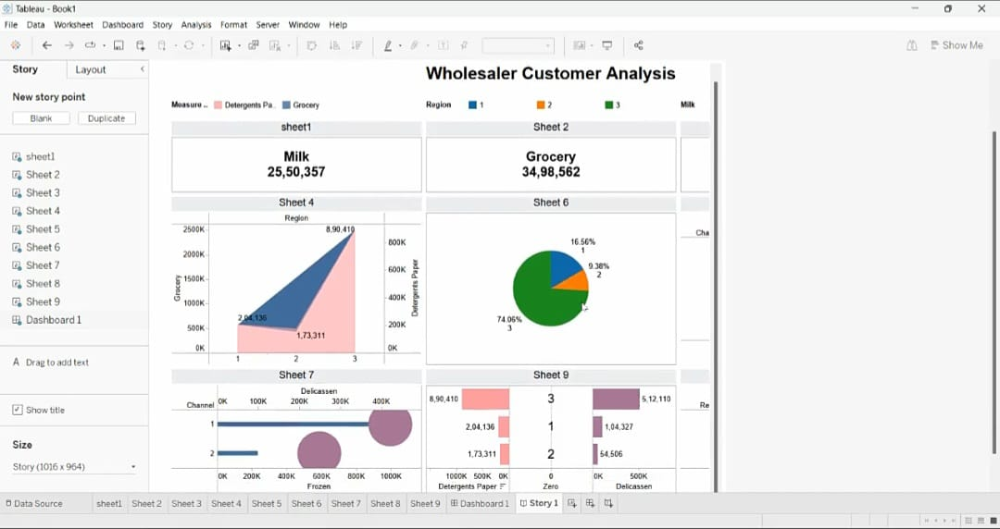 Tableau - Book1
File Data Worksheet Dashboard Story Analysis Format Server Window Help
Show Me
Story Layout
New story point
Blank Duplicate
sheet1
Sheet 2
Sheet 3
Sheet 4
Sheet 5
Sheet 6
Sheet 7
Sheet 8
Sheet 9
Dashboard 1
A Drag to add text
Show title
Size
Story (1016 x 964)
Wholesaler Customer Analysis
Measure .. Detergents Pa.. Grocery
Region 1 2 3
Milk
sheet1
Milk
25,50,357
Sheet 2
Grocery
34,98,562
Sheet 4
Region
2500K
2000K
1500K
1000K
500K
0K
Grocery
8,90,410
2,04,136
1,73,311
800K
600K
400K
200K
0K
Detergents Paper
1 2 3
Sheet 6
16.56%
1
9.38%
2
74.06%
3
Cha
Sheet 7
Delicassen
Channel 0K 100K 200K 300K 400K
1
2
0K 200K 400K 600K 800K 1000K
Frozen
Sheet 9
8,90,410 3 5,12,110
2,04,136 1 1,04,327
1,73,311 2 54,506
1000K 500K 0K 0 0K 500K
Detergents Paper Zero Delicassen
Re
Data Source sheet1 Sheet 2 Sheet 3 Sheet 4 Sheet 5 Sheet 6 Sheet 7 Sheet 8 Sheet 9 Dashboard 1 Story 1